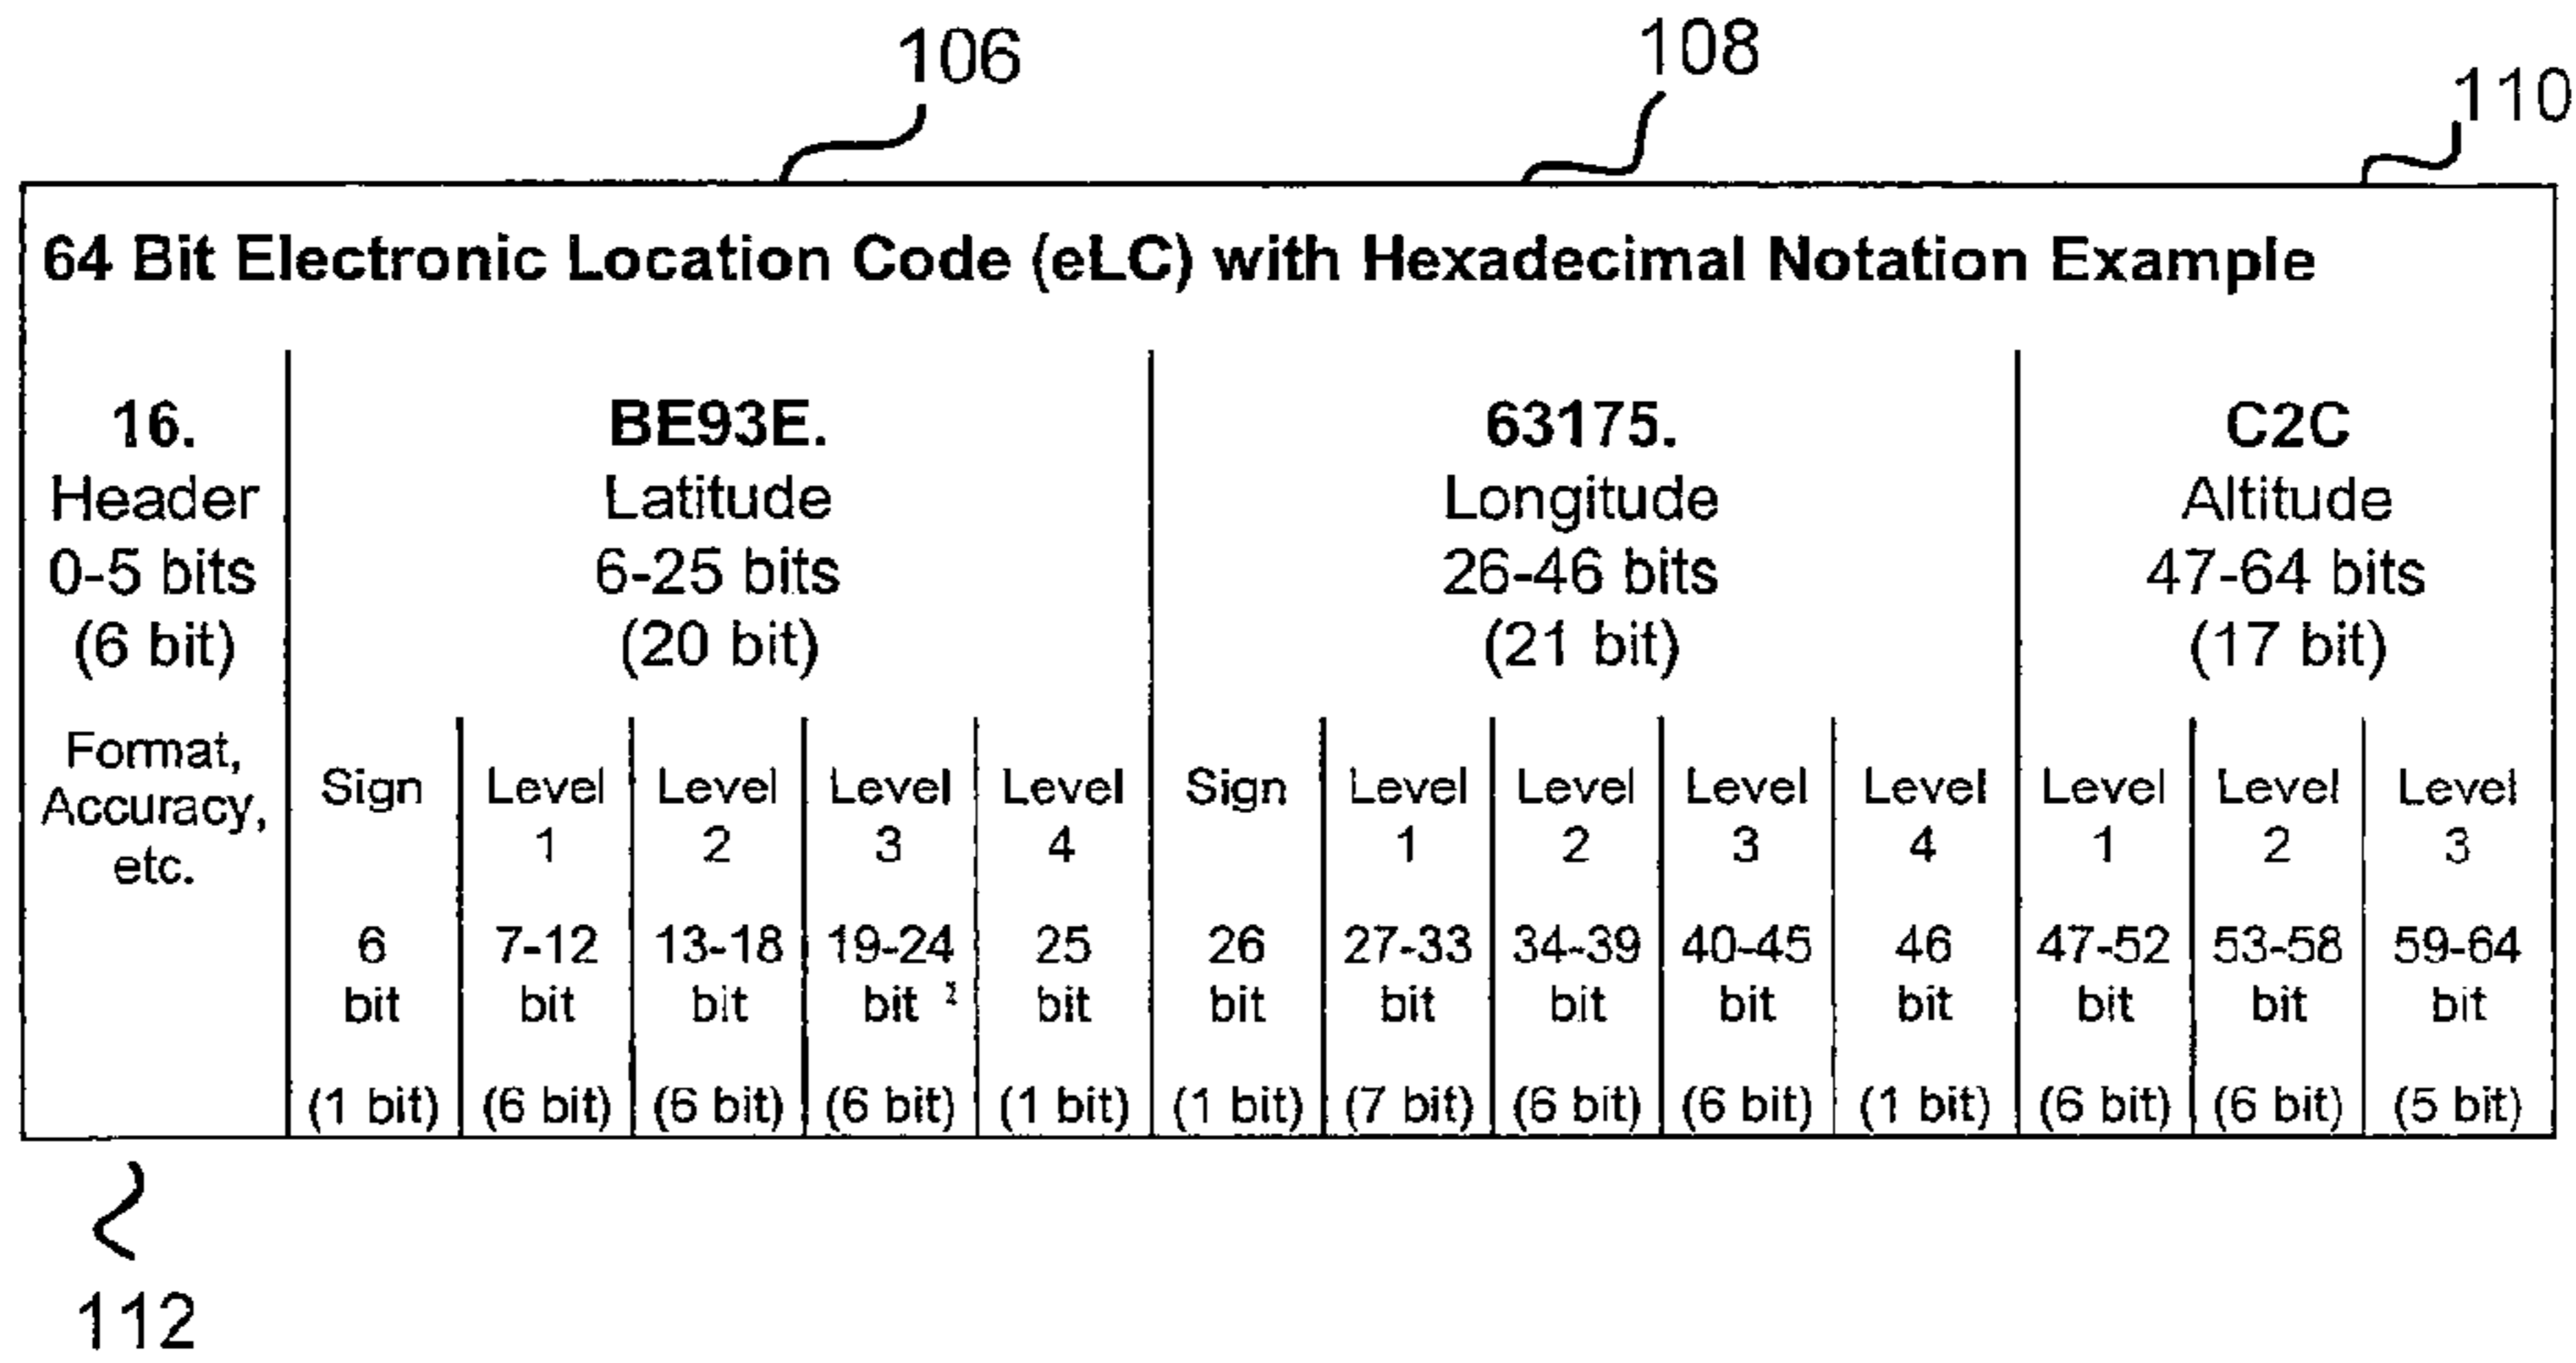 106 108 110
64 Bit Electronic Location Code (eLC) with Hexadecimal Notation Example
16. BE93E. 63175. C2C
Header Latitude Longitude Altitude
0-5 bits 6-25 bits 26-46 bits 47-64 bits
(6 bit) (20 bit) (21 bit) (17 bit)
Format,
Accuracy,
etc.
Sign Level Level Level Level Sign Level Level Level Level Level Level Level
1 2 3 4 1 2 3 4 1 2 3
6 7-12 13-18 19-24 25 26 27-33 34-39 40-45 46 47-52 53-58 59-64
bit bit bit bit bit bit bit bit bit bit bit bit bit
(1 bit) (6 bit) (6 bit) (6 bit) (1 bit) (1 bit) (7 bit) (6 bit) (6 bit) (1 bit) (6 bit) (6 bit) (5 bit)
112